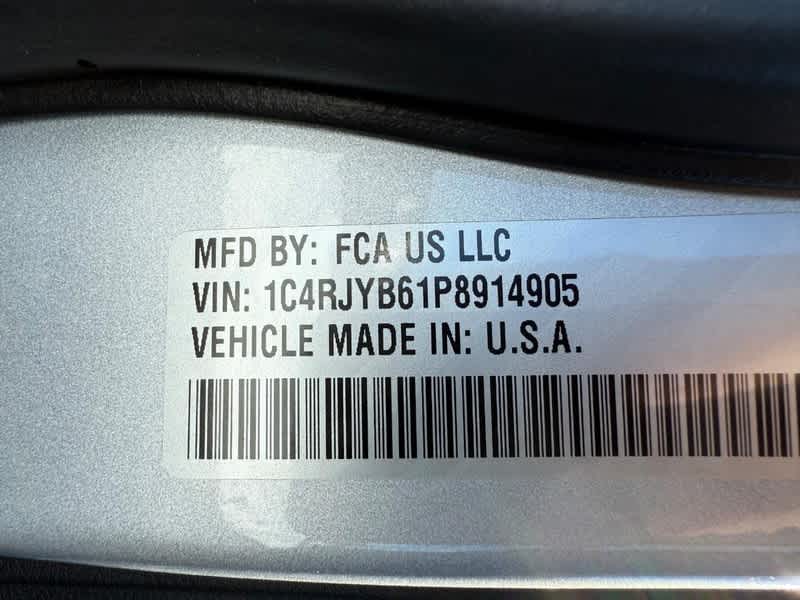 MFD BY: FCA US LLC
VIN: 1C4RJYB61P8914905
VEHICLE MADE IN: U.S.A.